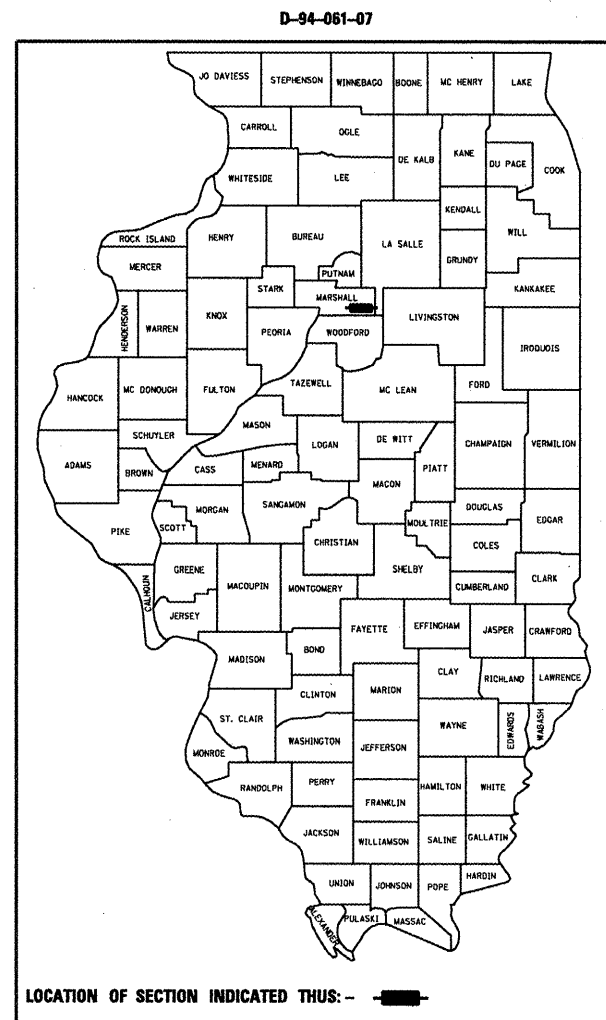 D-94-061-07
JO DAVIESS STEPHENSON WINNEBAGO BOONE MC HENRY LAKE
CARROLL OGLE
DE KALB KANE DU PAGE COOK
WHITESIDE LEE
KENDALL
ROCK ISLAND HENRY BUREAU LA SALLE WILL
MERCER PUTNAM GRUNDY
STARK MARSHALL KANKAKEE
HENDERSON WARREN KNOX PEORIA WOODFORD LIVINGSTON
IROQUOIS
HANCOCK MC DONOUGH FULTON TAZEWELL MC LEAN FORD
MASON
SCHUYLER LOGAN DE WITT CHAMPAIGN VERMILION
ADAMS BROWN CASS MENARD PIATT
MACON
PIKE SCOTT MORGAN SANGAMON MOULTRIE DOUGLAS EDGAR
CHRISTIAN COLES
GREENE MACOUPIN SHELBY CLARK
CALHOUN MONTGOMERY CUMBERLAND
JERSEY FAYETTE EFFINGHAM JASPER CRAWFORD
MADISON BOND
CLAY RICHLAND LAWRENCE
CLINTON MARION
ST. CLAIR WAYNE EDWARDS WABASH
MONROE WASHINGTON JEFFERSON
RANDOLPH PERRY HAMILTON WHITE
FRANKLIN
JACKSON WILLIAMSON SALINE GALLATIN
UNION JOHNSON POPE HARDIN
ALEXANDER PULASKI MASSAC
LOCATION OF SECTION INDICATED THUS: -